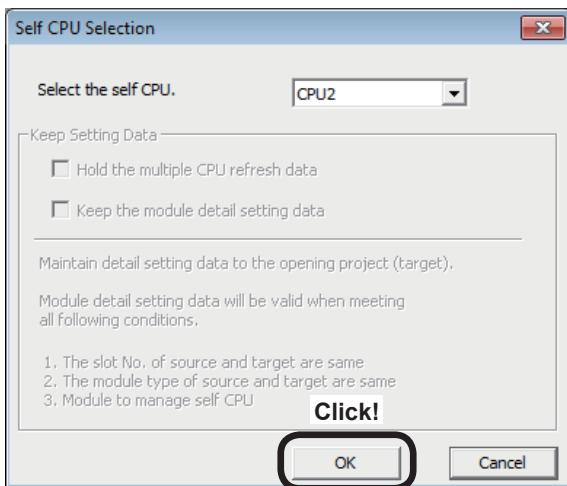 Self CPU Selection
Select the self CPU.
CPU2
Keep Setting Data
Hold the multiple CPU refresh data
Keep the module detail setting data
Maintain detail setting data to the opening project (target).
Module detail setting data will be valid when meeting
all following conditions.
1. The slot No. of source and target are same
2. The module type of source and target are same
3. Module to manage self CPU
Click!
OK
Cancel